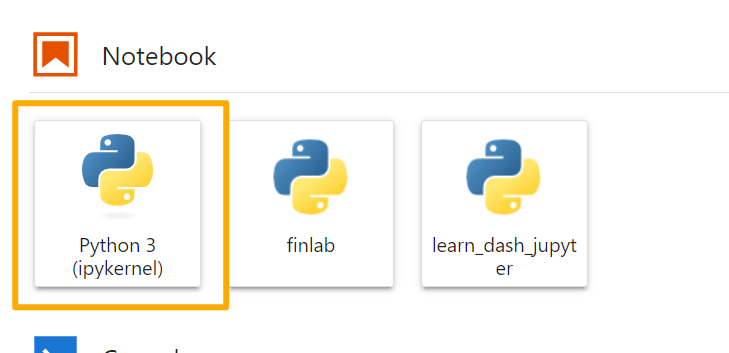 Notebook
Python 3
(ipykernel)
finlab
learn_dash_jupyt
er